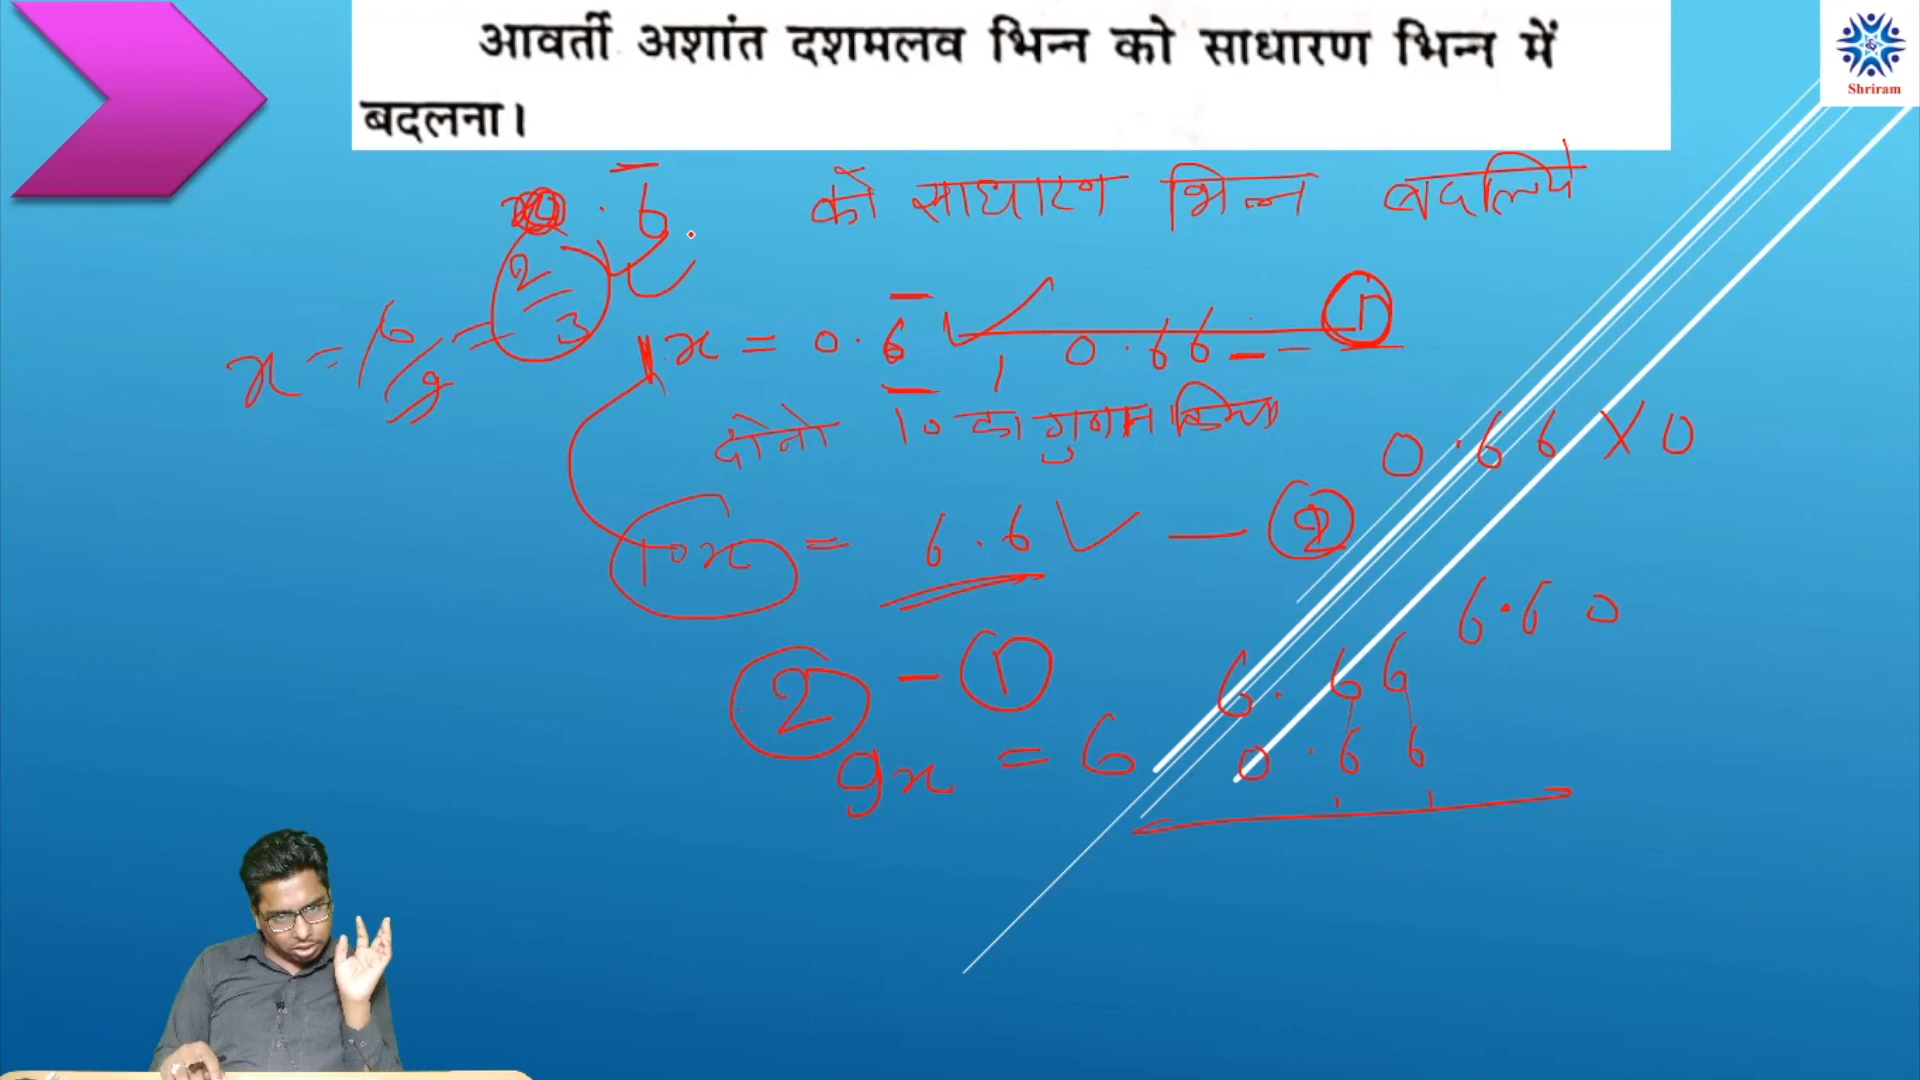 आवर्ती अशांत दशमलव भिन्न को साधारण भिन्न में
बदलना।
Shriram
0.6̅ को साधारण भिन्न बदलिये
2/3
x = 6/9 =
x = 0.6̅, 0.66 -- ①
दोनो 10 का गुणा किया
0.66 X 0
10x = 6.6 — ②
6.60
② - ①
6.66
9x = 6
0.66